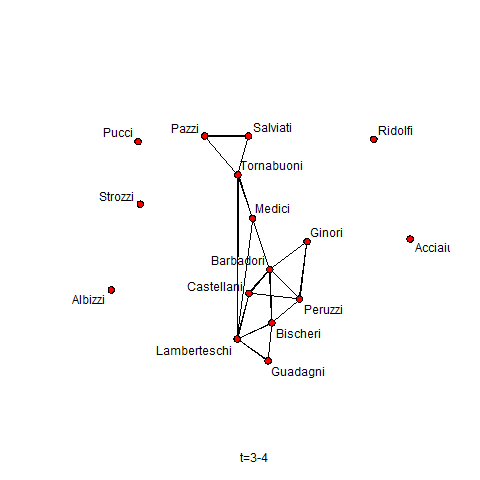 Pazzi
Salviati
Pucci
Ridolfi
Tornabuoni
Strozzi
Medici
Ginori
Acciaiu
Barbadori
Castellani
Albizzi
Peruzzi
Bischeri
Lamberteschi
Guadagni
t=3-4